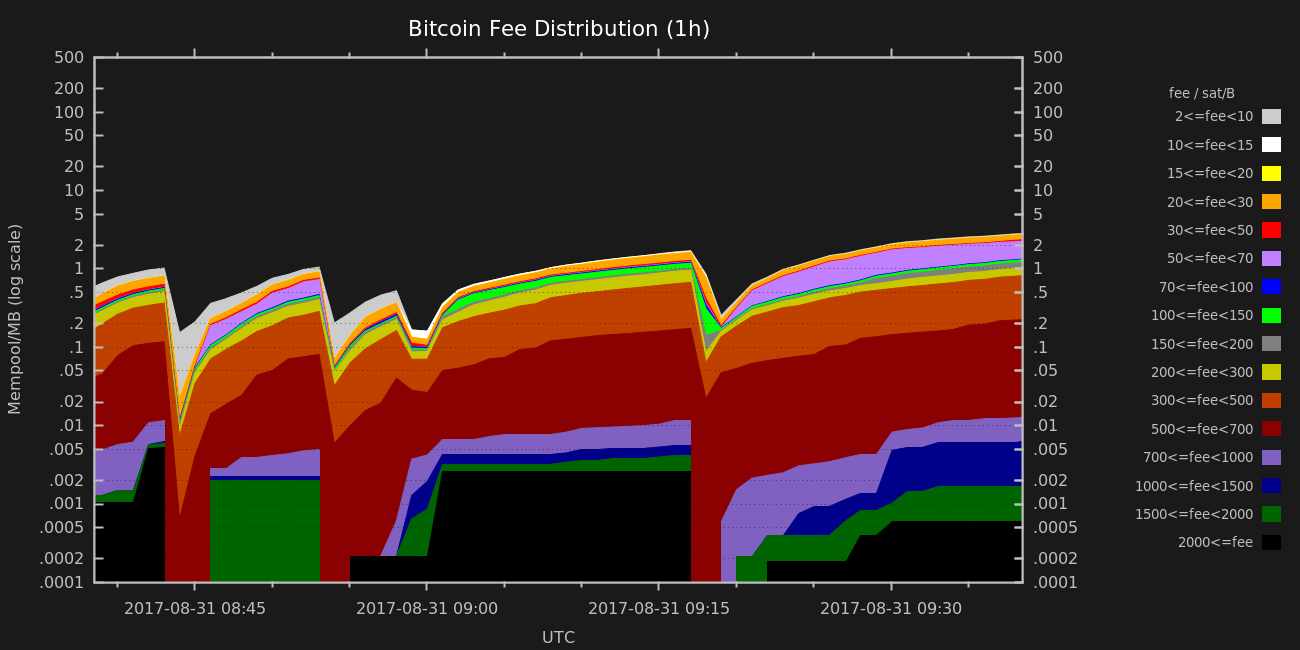 Bitcoin Fee Distribution (1h)
500 500
200 200
100 100
50 50
20 20
10 10
5 5
2 2
1 1
.5 .5
.2 .2
.1 .1
.05 .05
.02 .02
.01 .01
.005 .005
.002 .002
.001 .001
.0005 .0005
.0002 .0002
.0001 .0001
Mempool/MB (log scale)
2017-08-31 08:45 2017-08-31 09:00 2017-08-31 09:15 2017-08-31 09:30
UTC
fee / sat/B
2<=fee<10
10<=fee<15
15<=fee<20
20<=fee<30
30<=fee<50
50<=fee<70
70<=fee<100
100<=fee<150
150<=fee<200
200<=fee<300
300<=fee<500
500<=fee<700
700<=fee<1000
1000<=fee<1500
1500<=fee<2000
2000<=fee